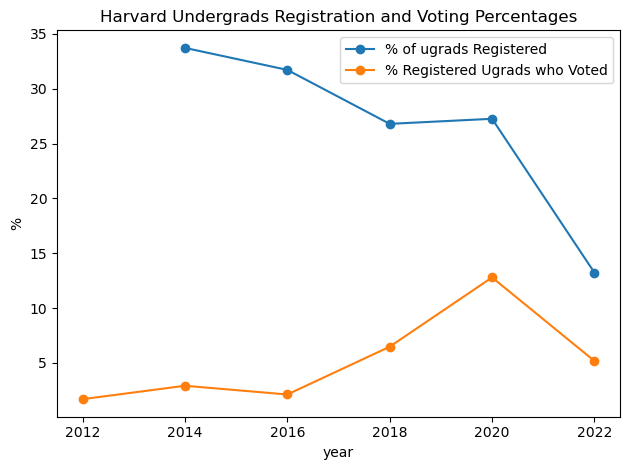 Harvard Undergrads Registration and Voting Percentages
35
% of ugrads Registered
% Registered Ugrads who Voted
30
25
20
%
15
10
5
2012 2014 2016 2018 2020 2022
year